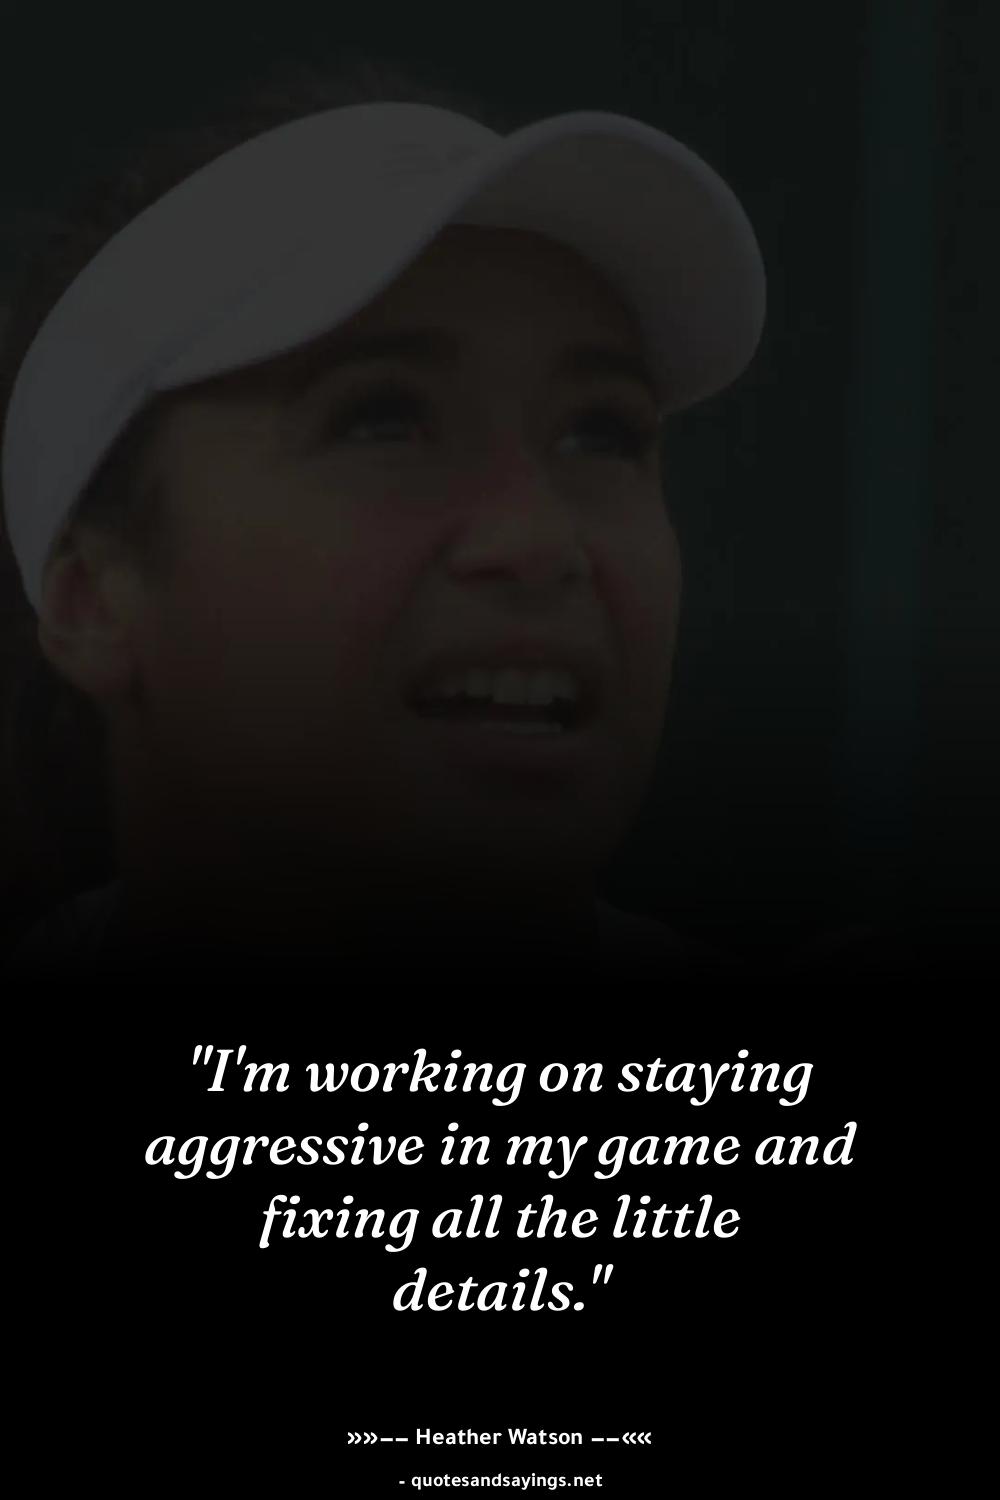 "I'm working on staying
aggressive in my game and
fixing all the little
details."
»»−− Heather Watson −−««
- quotesandsayings.net